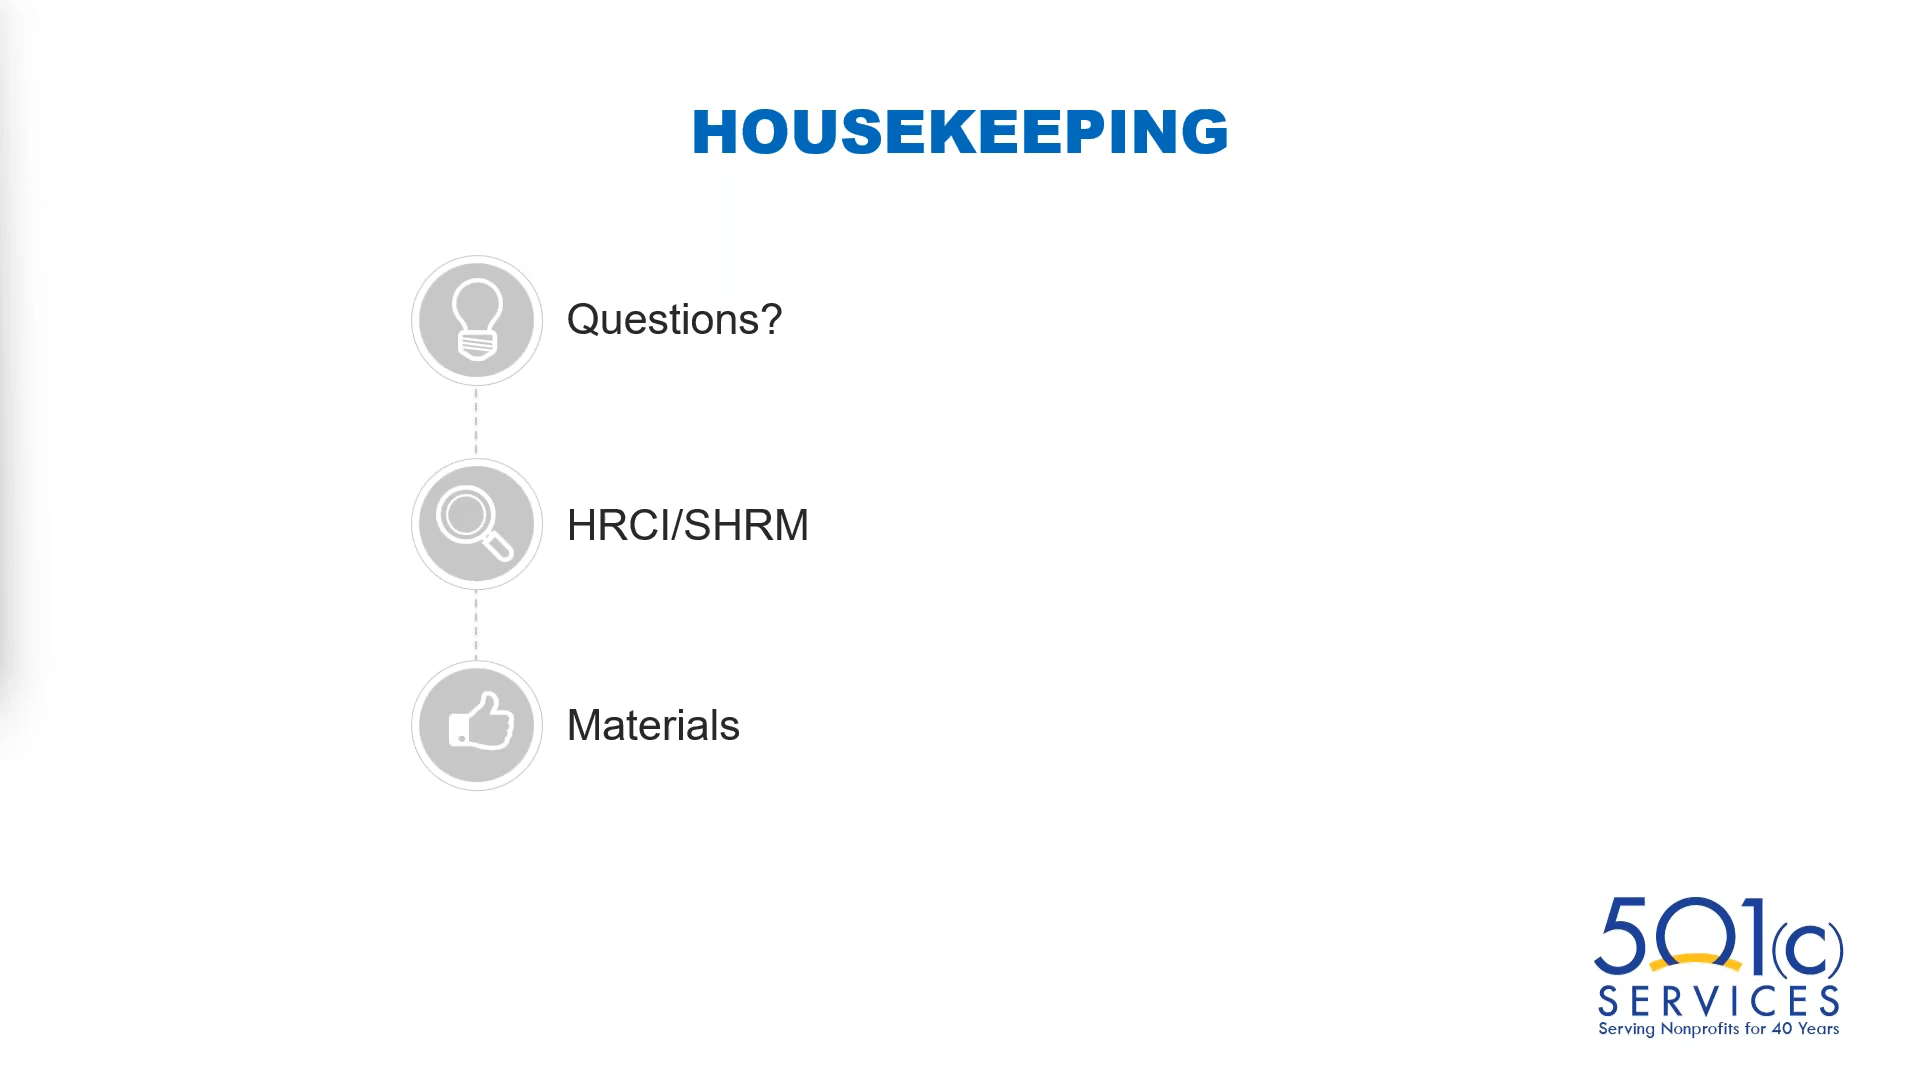 HOUSEKEEPING
Questions?
HRCI/SHRM
Materials
501(c)
SERVICES
Serving Nonprofits for 40 Years